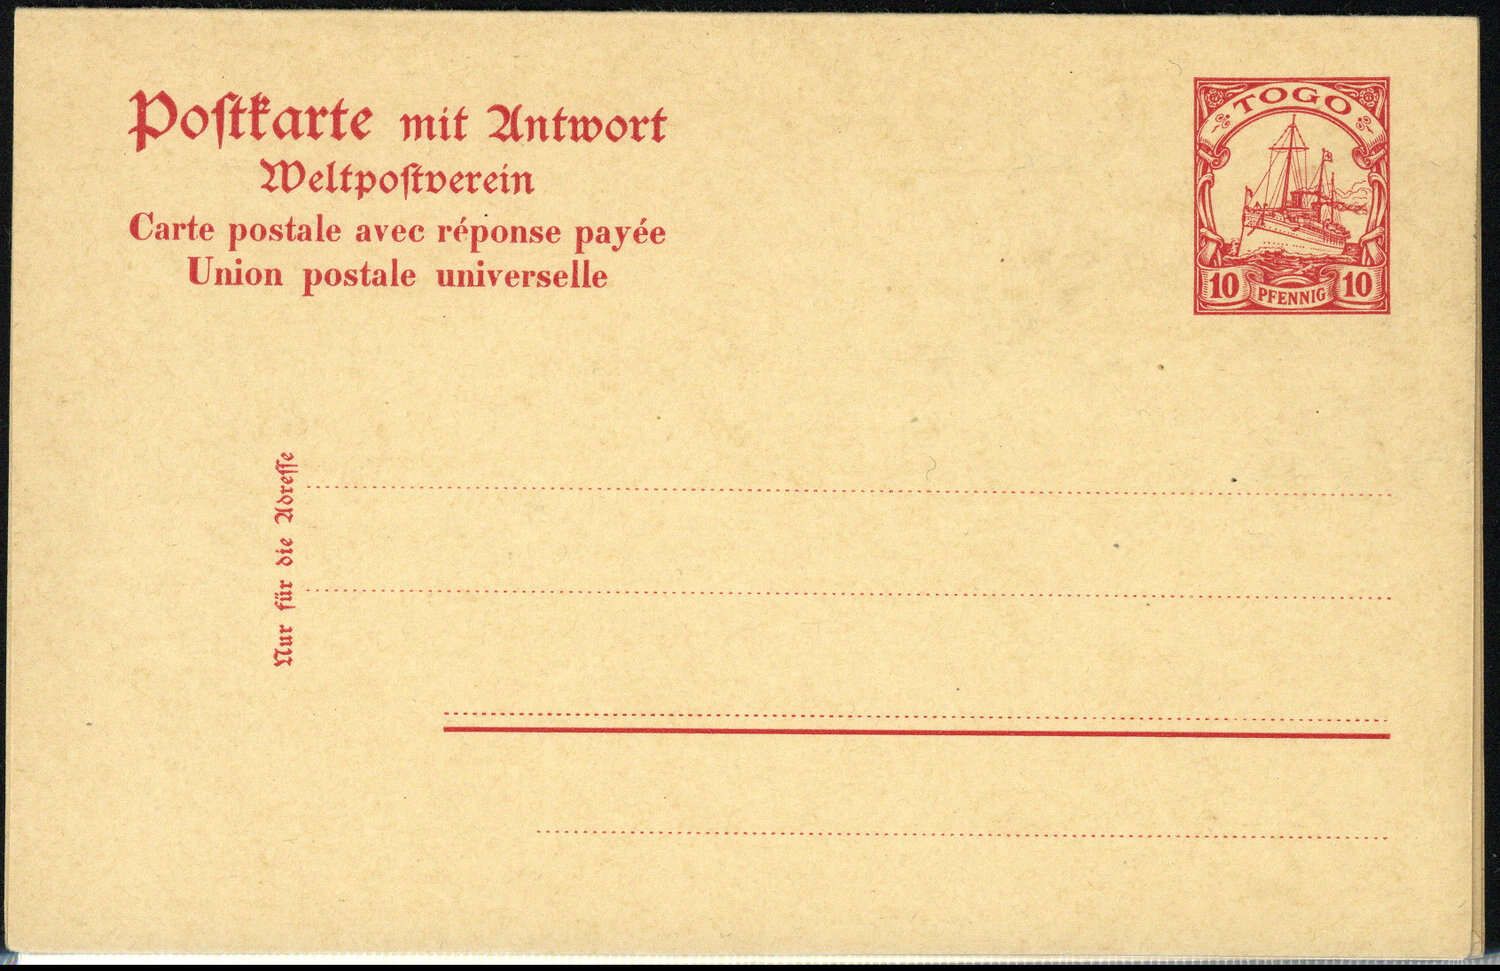 Postkarte mit Antwort
Weltpostverein
Carte postale avec réponse payée
Union postale universelle
TOGO
10 PFENNIG 10
Nur für die Adresse